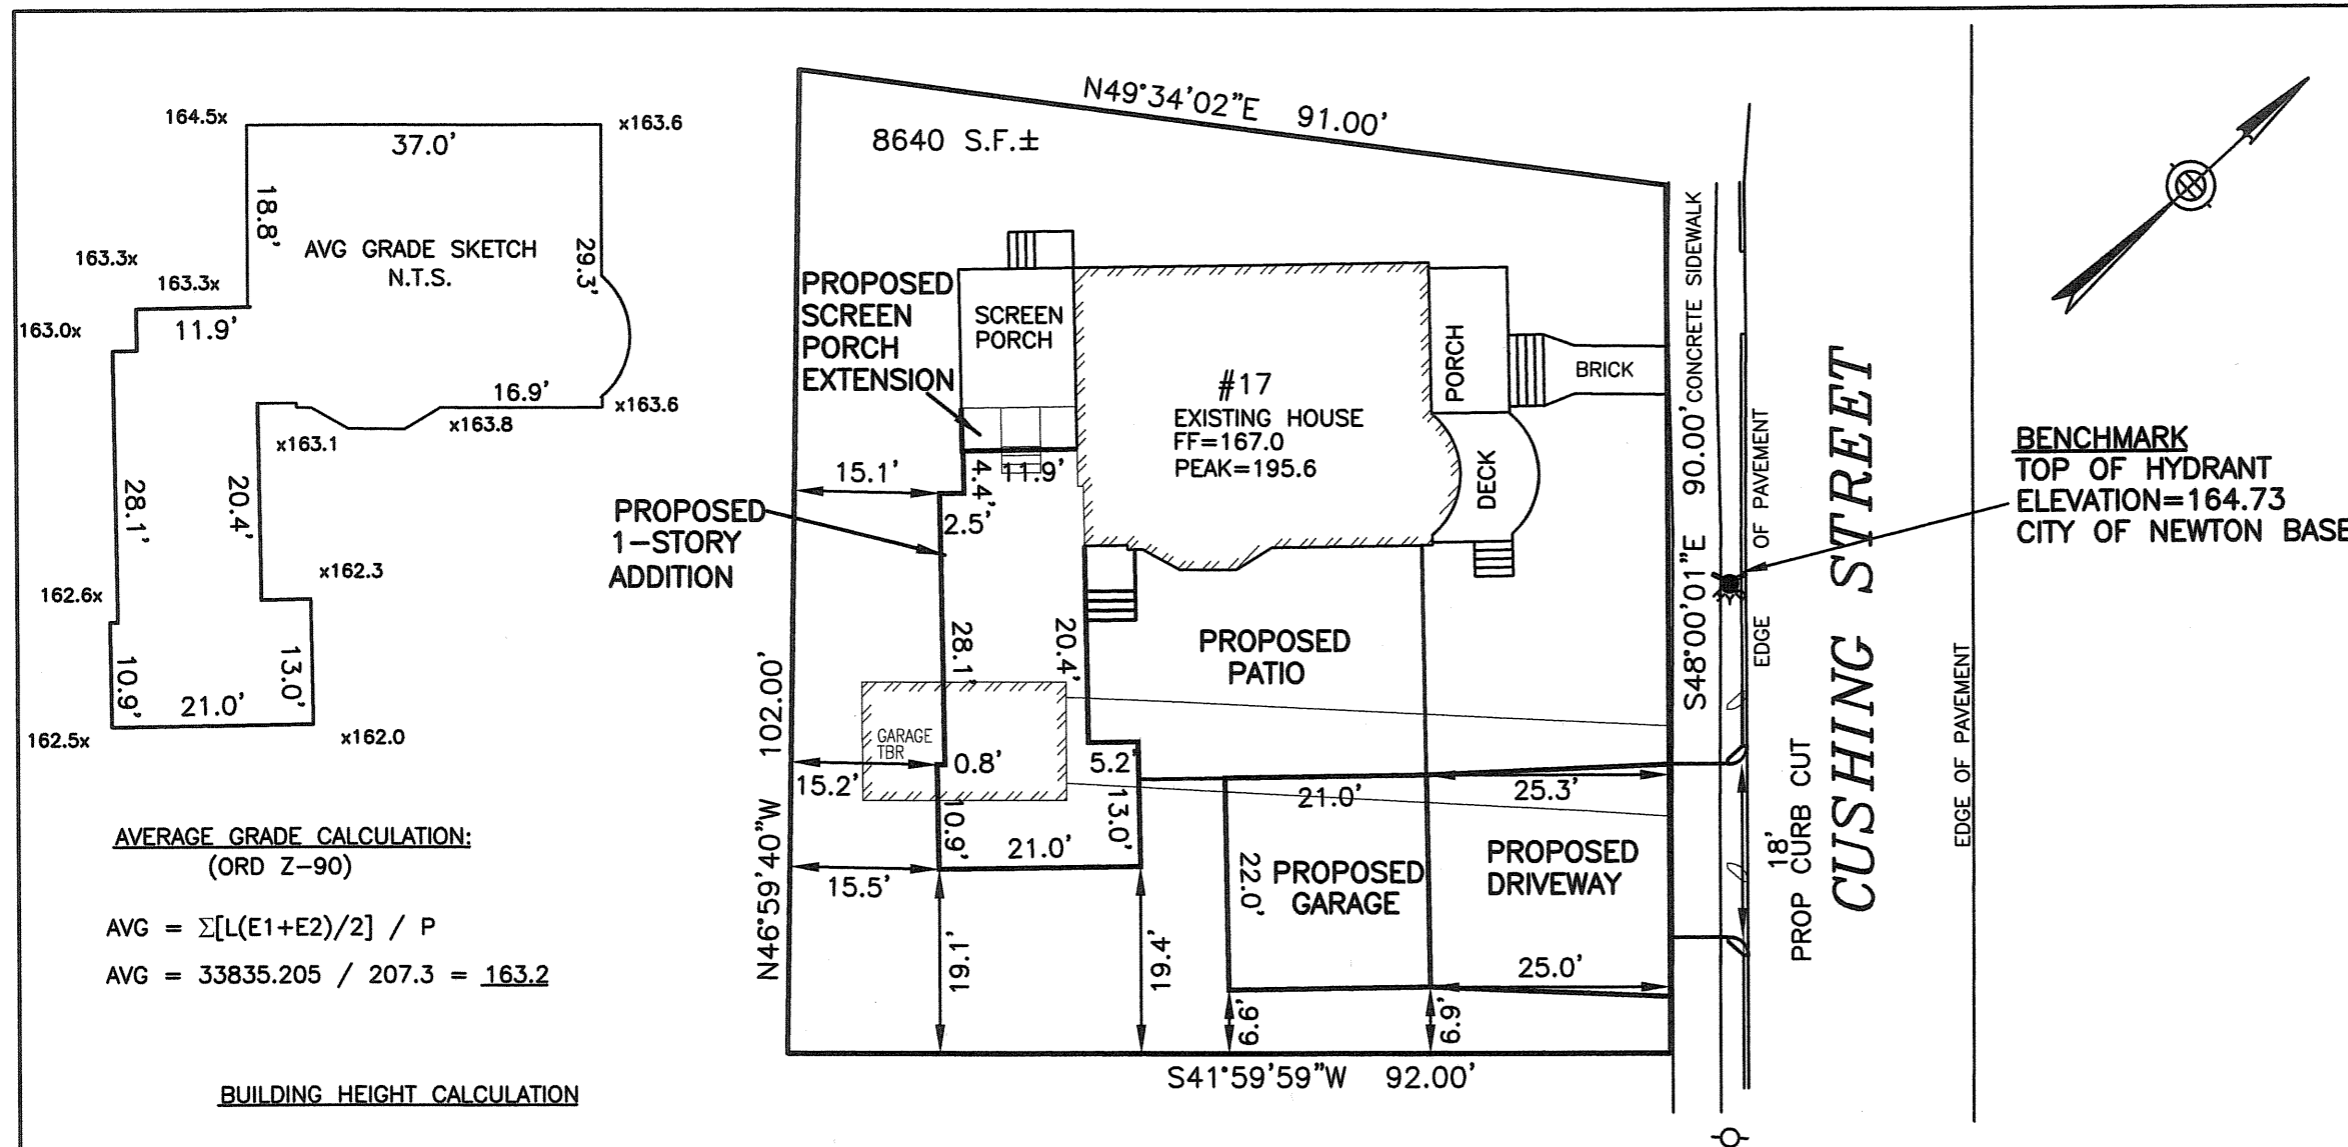 164.5x
x163.6
37.0'
18.8'
AVG GRADE SKETCH
N.T.S.
29.3'
163.3x
163.3x
163.0x
11.9'
16.9'
x163.6
x163.8
x163.1
28.1'
20.4'
x162.3
162.6x
10.9'
13.0'
21.0'
162.5x
x162.0
AVERAGE GRADE CALCULATION:
(ORD Z-90)
AVG = Σ[L(E1+E2)/2] / P
AVG = 33835.205 / 207.3 = 163.2
BUILDING HEIGHT CALCULATION
N49°34'02"E 91.00'
8640 S.F.±
PROPOSED
SCREEN
PORCH
EXTENSION
SCREEN
PORCH
#17
EXISTING HOUSE
FF=167.0
PEAK=195.6
PORCH
BRICK
DECK
15.1'
4.4'
11.9'
2.5'
PROPOSED
1-STORY
ADDITION
28.1'
20.4'
PROPOSED
PATIO
GARAGE
TBR
0.8'
5.2'
15.2'
10.9'
13.0'
21.0'
15.5'
19.1'
19.4'
21.0'
25.3'
22.0'
PROPOSED
GARAGE
PROPOSED
DRIVEWAY
25.0'
6.9'
6.9'
N46°59'40"W 102.00'
S41°59'59"W 92.00'
S48°00'01"E 90.00'
CONCRETE SIDEWALK
EDGE OF PAVEMENT
18'
PROP CURB CUT
CUSHING STREET
EDGE OF PAVEMENT
BENCHMARK
TOP OF HYDRANT
ELEVATION=164.73
CITY OF NEWTON BASE